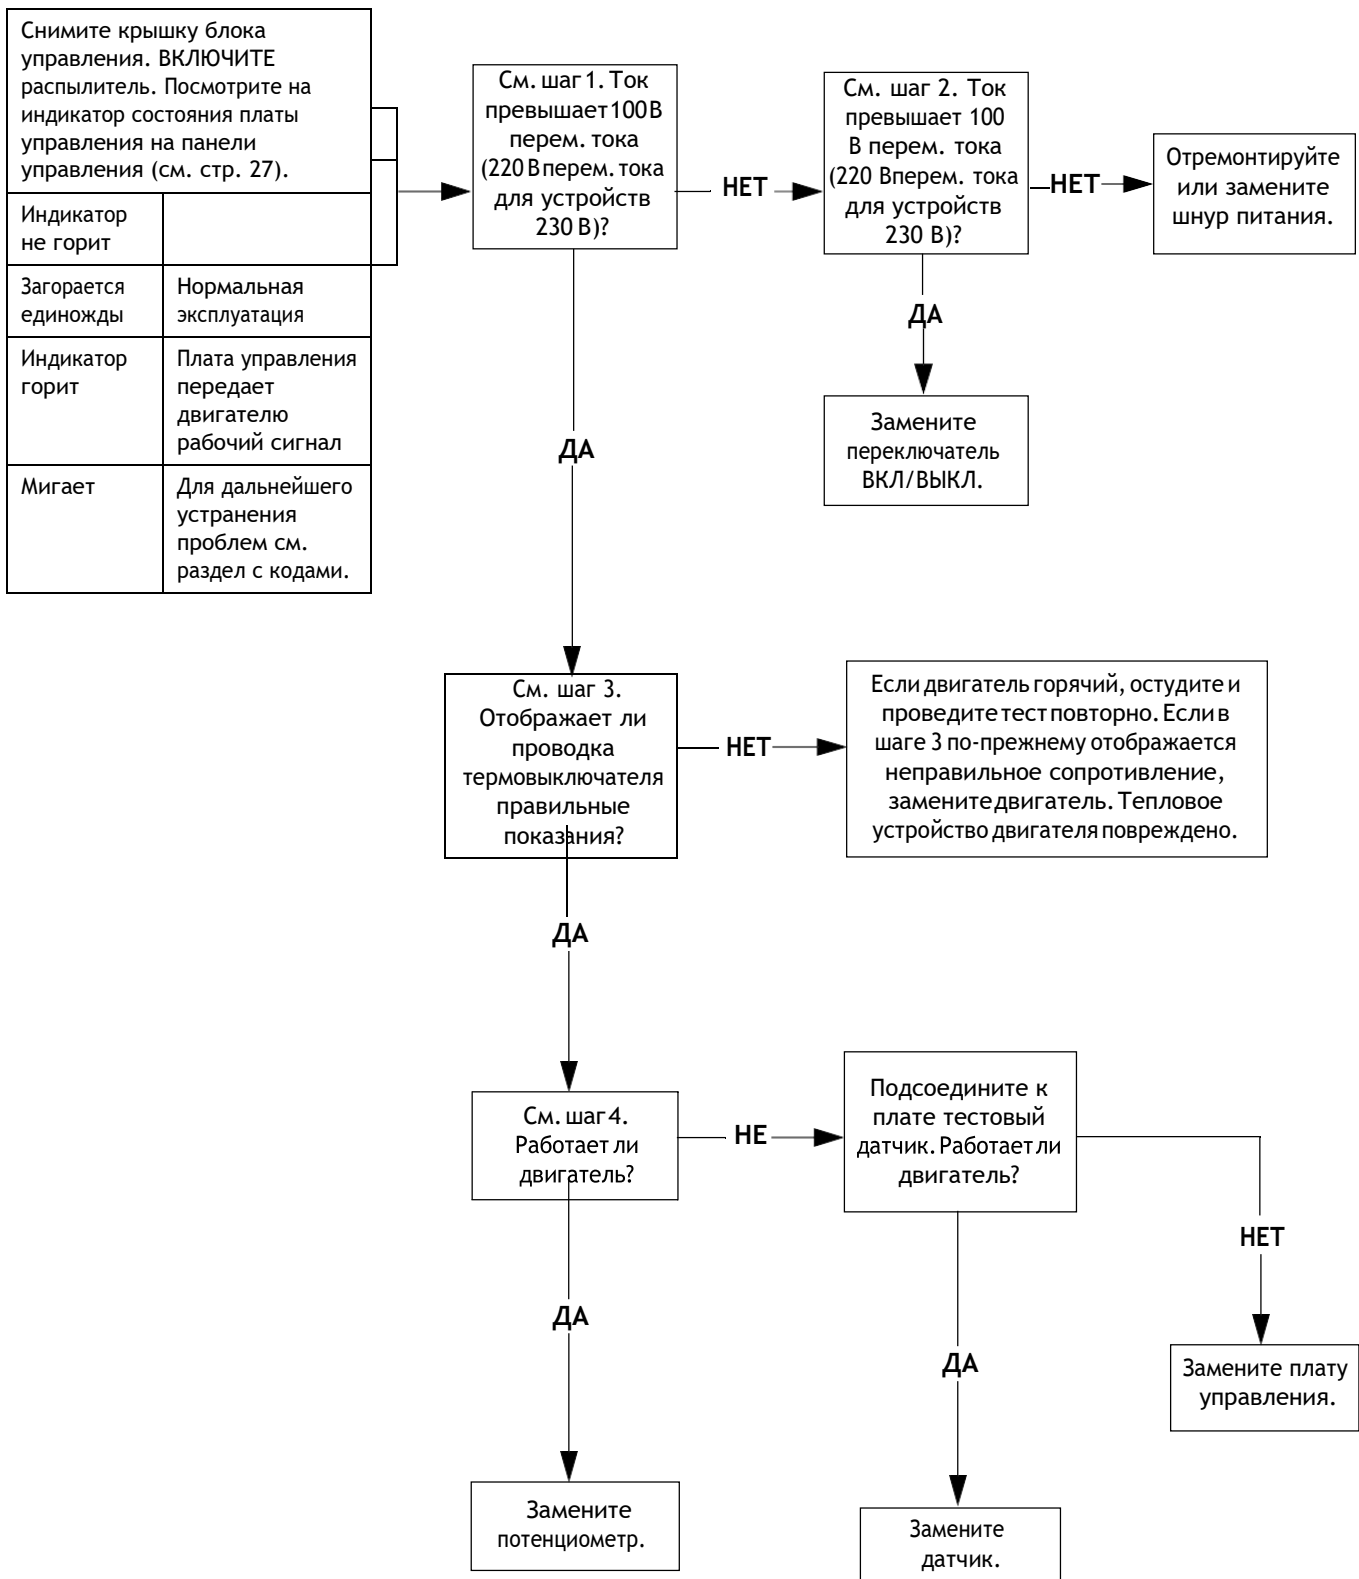 Снимите крышку блока
управления. ВКЛЮЧИТЕ
распылитель. Посмотрите на
индикатор состояния платы
управления на панели
управления (см. стр. 27).
Индикатор
не горит
Загорается
единожды
Нормальная
эксплуатация
Индикатор
горит
Плата управления
передает
двигателю
рабочий сигнал
Мигает
Для дальнейшего
устранения
проблем см.
раздел с кодами.
См. шаг 1. Ток
превышает 100 В
перем. тока
(220 В перем. тока
для устройств
230 В)?
НЕТ
См. шаг 2. Ток
превышает 100
В перем. тока
(220 Вперем. тока
для устройств
230 В)?
НЕТ
Отремонтируйте
или замените
шнур питания.
ДА
Замените
переключатель
ВКЛ/ВЫКЛ.
ДА
См. шаг 3.
Отображает ли
проводка
термовыключателя
правильные
показания?
НЕТ
Если двигатель горячий, остудите и
проведите тест повторно. Если в
шаге 3 по-прежнему отображается
неправильное сопротивление,
замените двигатель. Тепловое
устройство двигателя повреждено.
ДА
См. шаг 4.
Работает ли
двигатель?
НЕ
Подсоедините к
плате тестовый
датчик. Работает ли
двигатель?
НЕТ
Замените плату
управления.
ДА
Замените
потенциометр.
ДА
Замените
датчик.